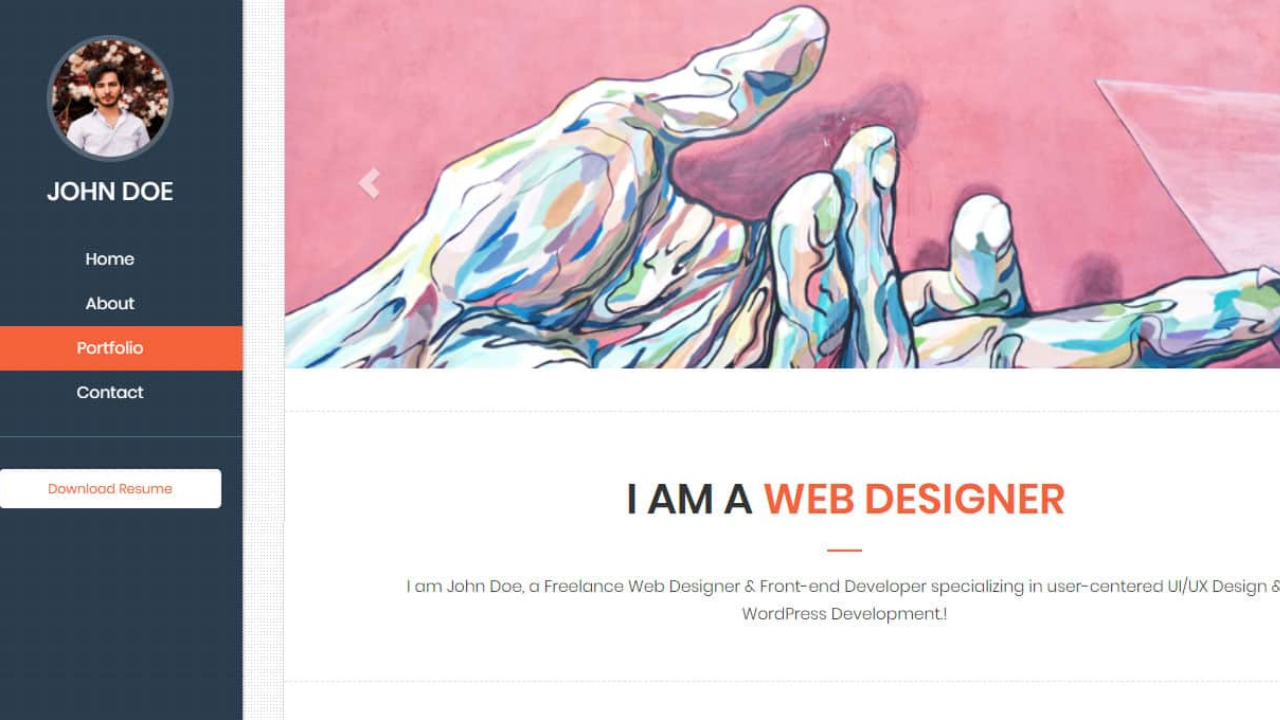 JOHN DOE
Home
About
Portfolio
Contact
Download Resume
I AM A WEB DESIGNER
I am John Doe, a Freelance Web Designer & Front-end Developer specializing in user-centered UI/UX Design &
WordPress Development.!